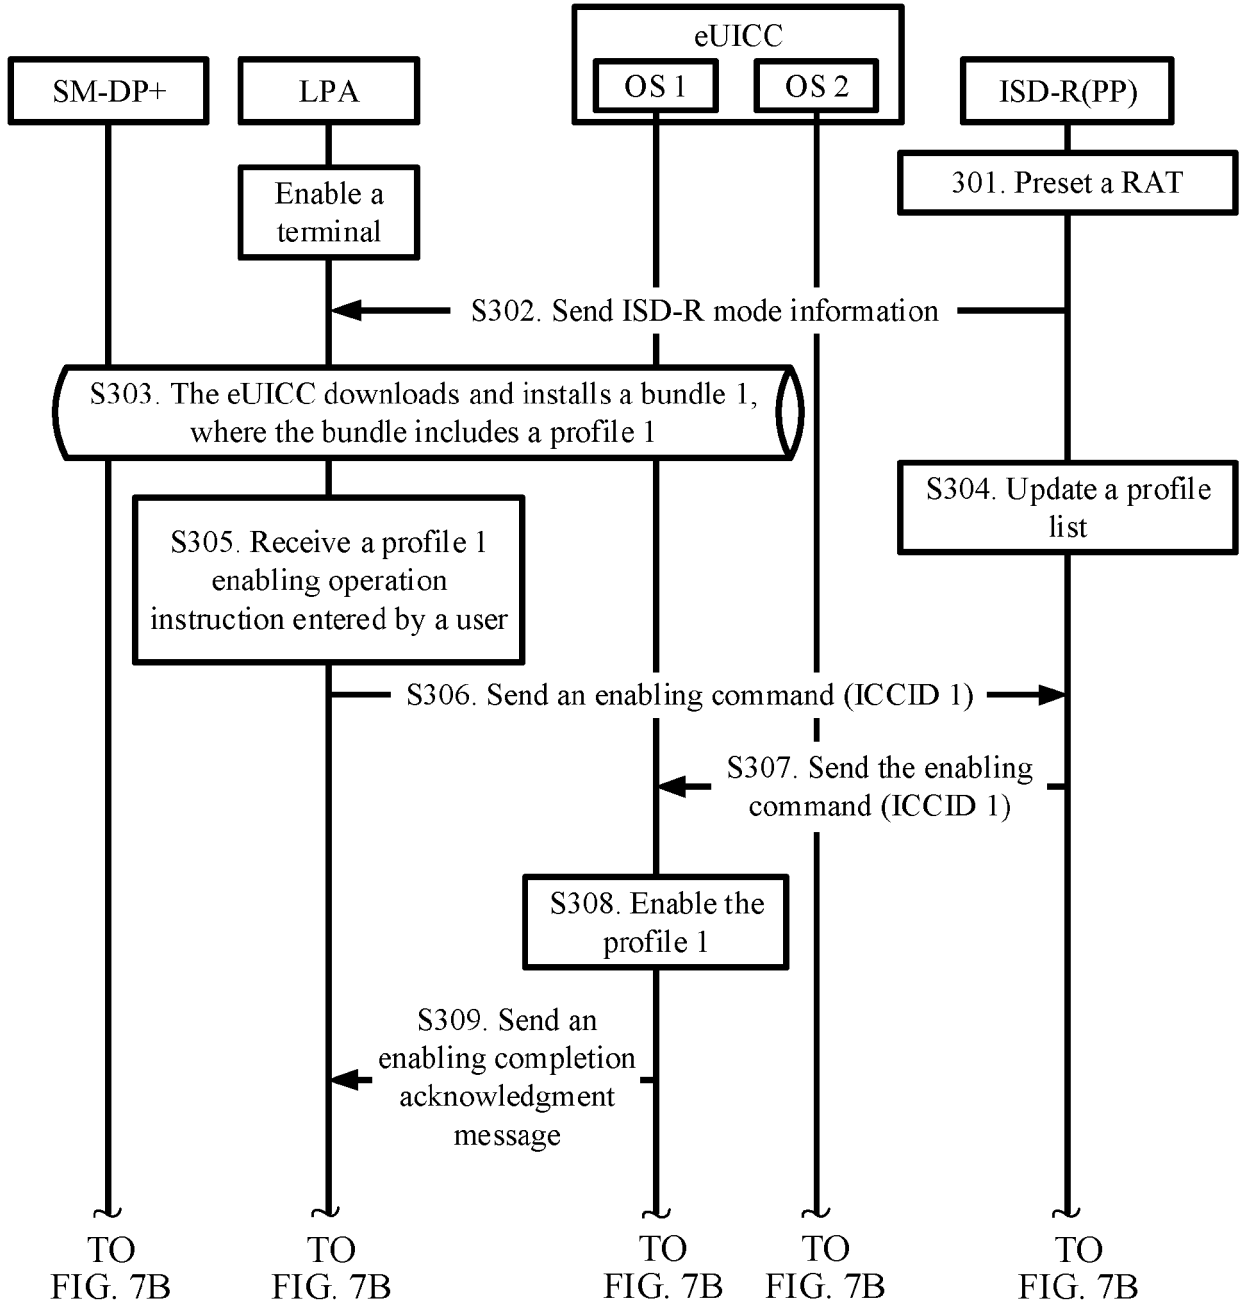 eUICC
SM-DP+
LPA
OS 1
OS 2
ISD-R(PP)
Enable a
terminal
301. Preset a RAT
S302. Send ISD-R mode information
S303. The eUICC downloads and installs a bundle 1,
where the bundle includes a profile 1
S304. Update a profile
list
S305. Receive a profile 1
enabling operation
instruction entered by a user
S306. Send an enabling command (ICCID 1)
S307. Send the enabling
command (ICCID 1)
S308. Enable the
profile 1
S309. Send an
enabling completion
acknowledgment
message
TO
FIG. 7B
TO
FIG. 7B
TO
FIG. 7B
TO
FIG. 7B
TO
FIG. 7B